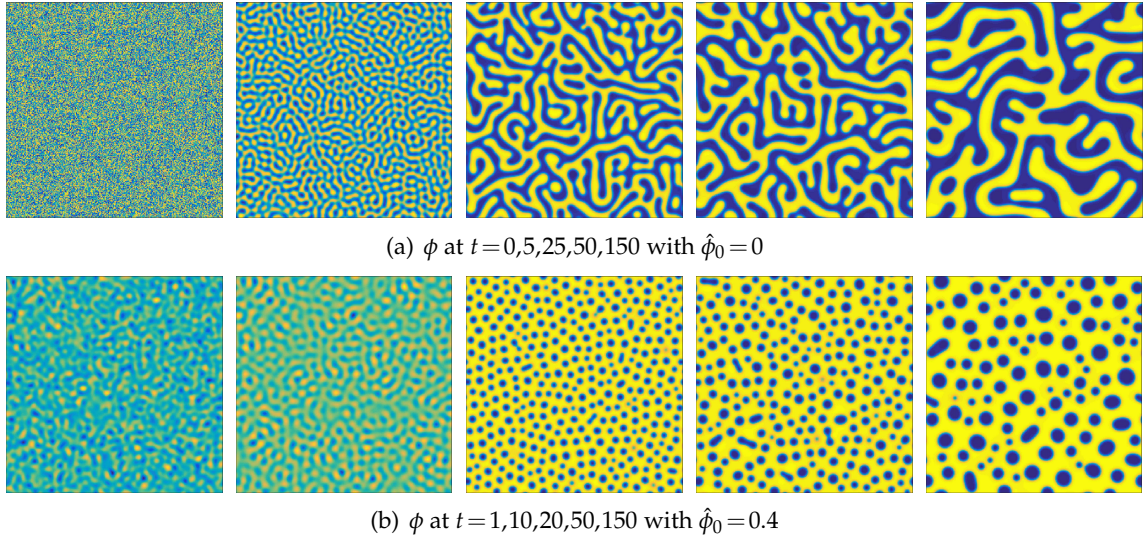 (a) ϕ at t=0,5,25,50,150 with ϕ̂₀=0
(b) ϕ at t=1,10,20,50,150 with ϕ̂₀=0.4